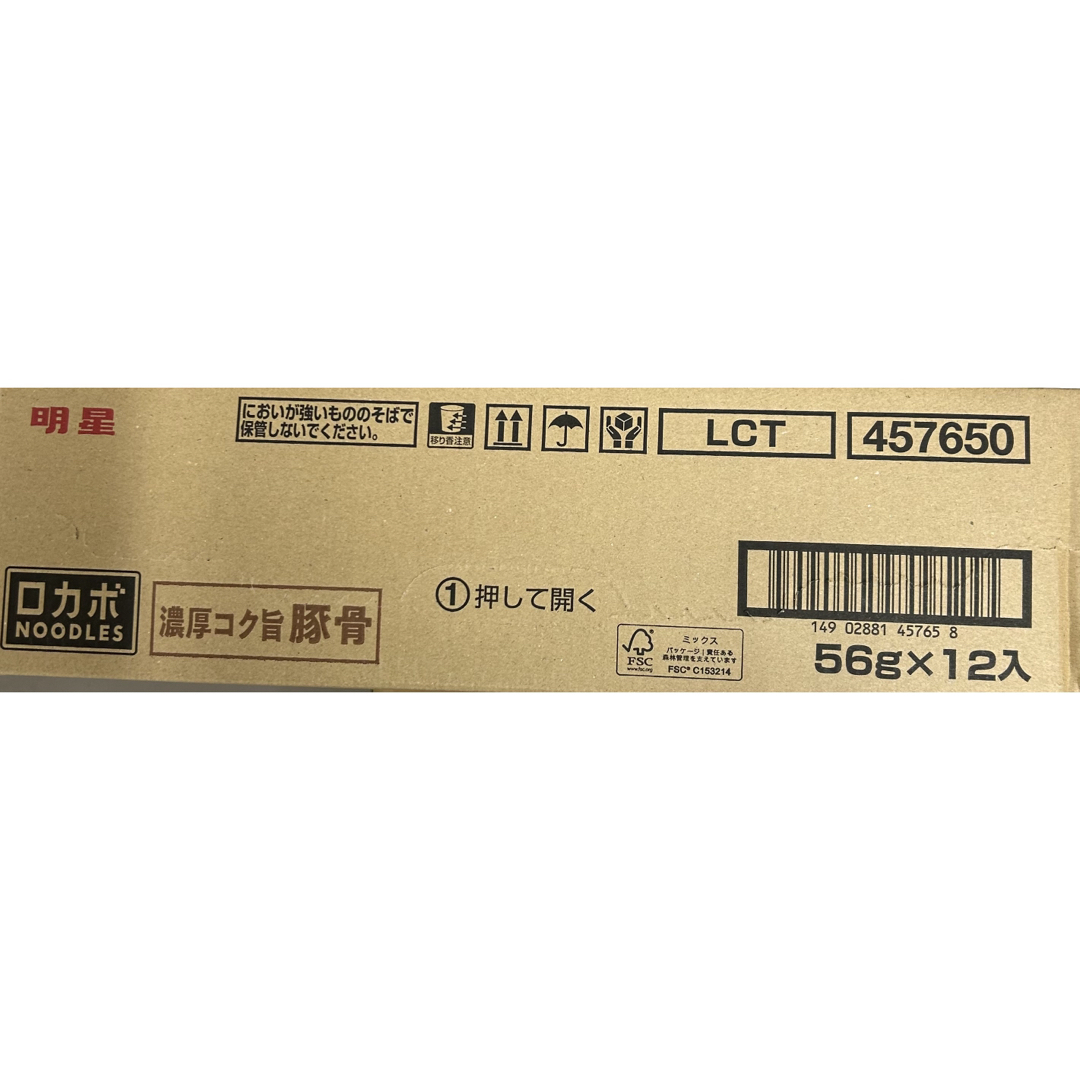 明星
においが強いもののそばで
保管しないでください。
移り香注意
LCT
457650
ロカボ
NOODLES
濃厚コク旨 豚骨
①押して開く
FSC
www.fsc.org
ミックス
パッケージ|責任ある
森林管理を支えています
FSC® C153214
149 02881 45765 8
56g×12入